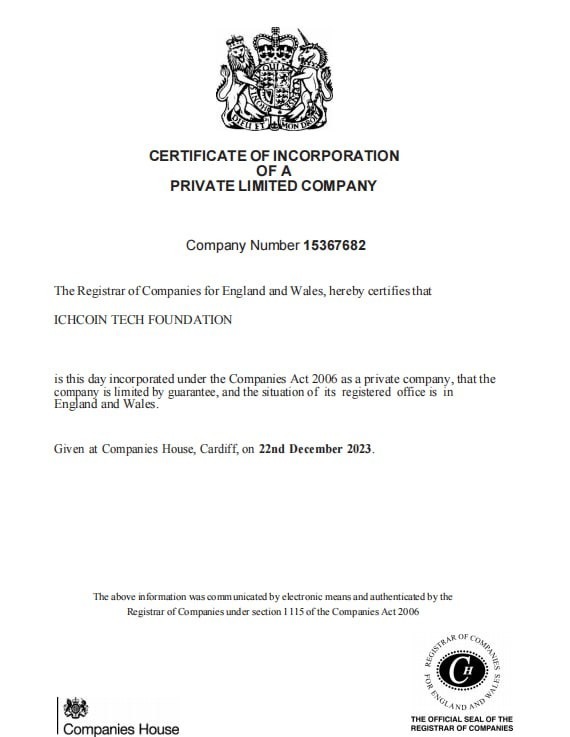 DIEU ET MON DROIT
CERTIFICATE OF INCORPORATION
OF A
PRIVATE LIMITED COMPANY
Company Number 15367682
The Registrar of Companies for England and Wales, hereby certifies that
ICHCOIN TECH FOUNDATION
is this day incorporated under the Companies Act 2006 as a private company, that the
company is limited by guarantee, and the situation of its registered office is in
England and Wales.
Given at Companies House, Cardiff, on 22nd December 2023.
The above information was communicated by electronic means and authenticated by the
Registrar of Companies under section 1115 of the Companies Act 2006
REGISTRAR OF COMPANIES
FOR ENGLAND AND WALES
CH
THE OFFICIAL SEAL OF THE
REGISTRAR OF COMPANIES
Companies House